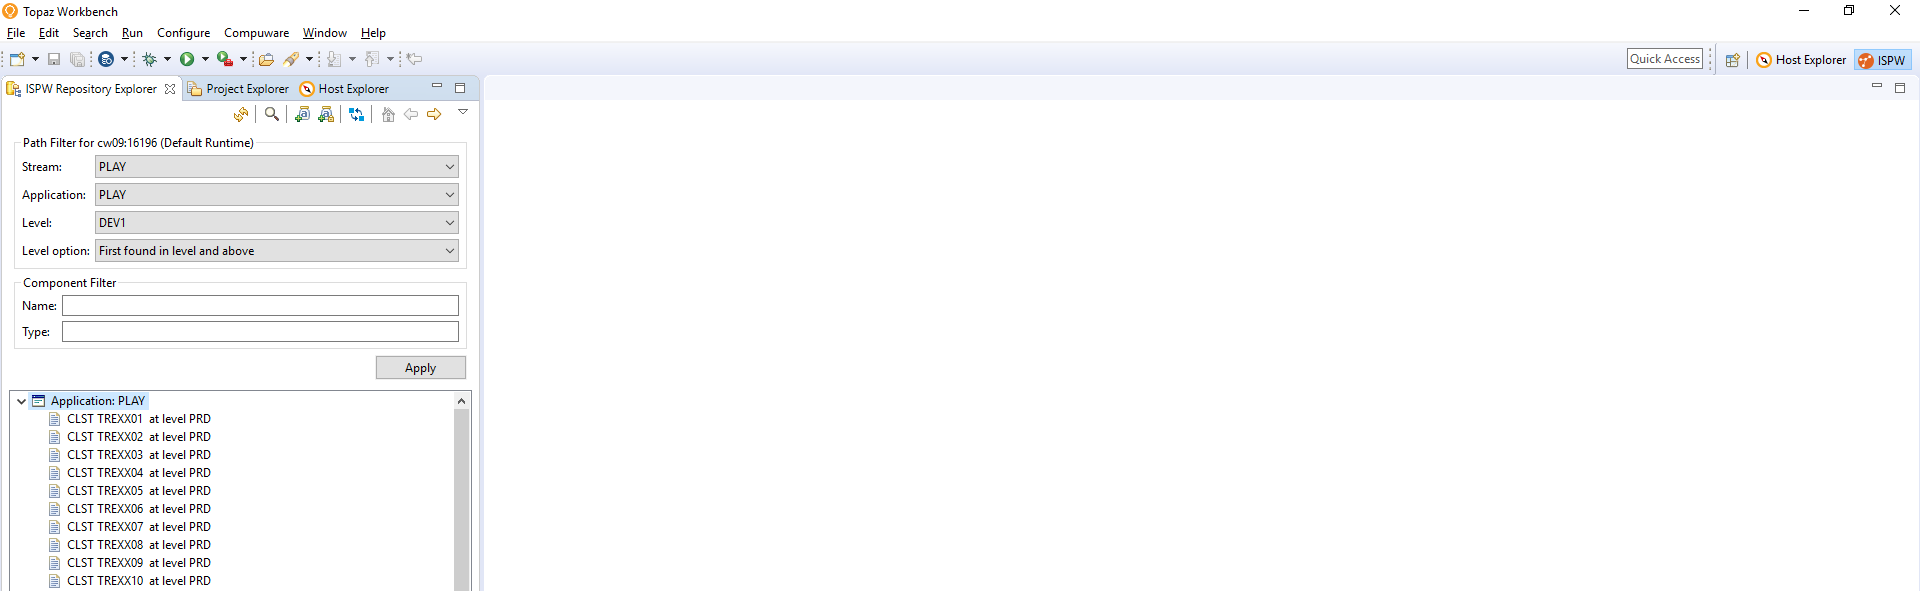 Topaz Workbench
File Edit Search Run Configure Compuware Window Help
Quick Access Host Explorer ISPW
ISPW Repository Explorer Project Explorer Host Explorer
Path Filter for cw09:16196 (Default Runtime)
Stream: PLAY
Application: PLAY
Level: DEV1
Level option: First found in level and above
Component Filter
Name:
Type:
Apply
Application: PLAY
CLST TREXX01 at level PRD
CLST TREXX02 at level PRD
CLST TREXX03 at level PRD
CLST TREXX04 at level PRD
CLST TREXX05 at level PRD
CLST TREXX06 at level PRD
CLST TREXX07 at level PRD
CLST TREXX08 at level PRD
CLST TREXX09 at level PRD
CLST TREXX10 at level PRD